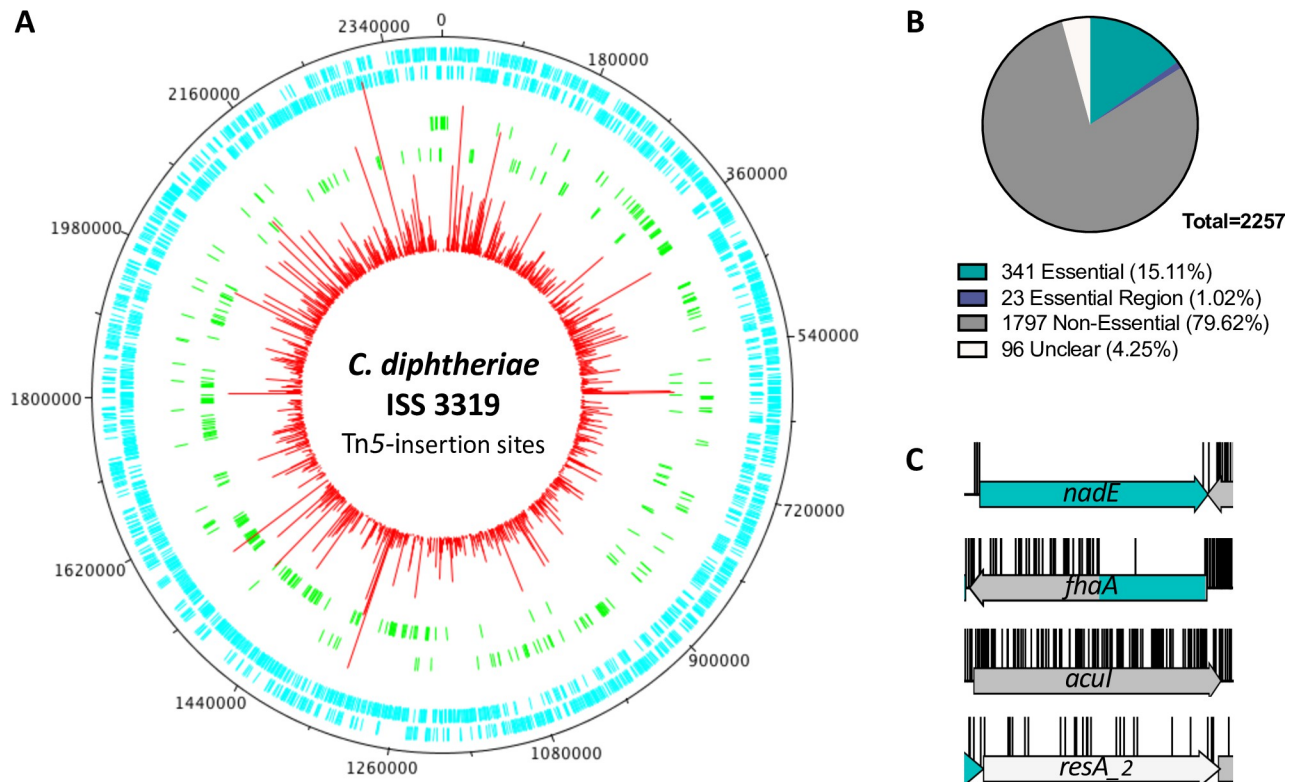 A
0
180000
360000
540000
720000
900000
1080000
1260000
1440000
1620000
1800000
1980000
2160000
2340000
C. diphtheriae
ISS 3319
Tn5-insertion sites
B
Total=2257
341 Essential (15.11%)
23 Essential Region (1.02%)
1797 Non-Essential (79.62%)
96 Unclear (4.25%)
C
nadE
fhaA
acuI
resA_2